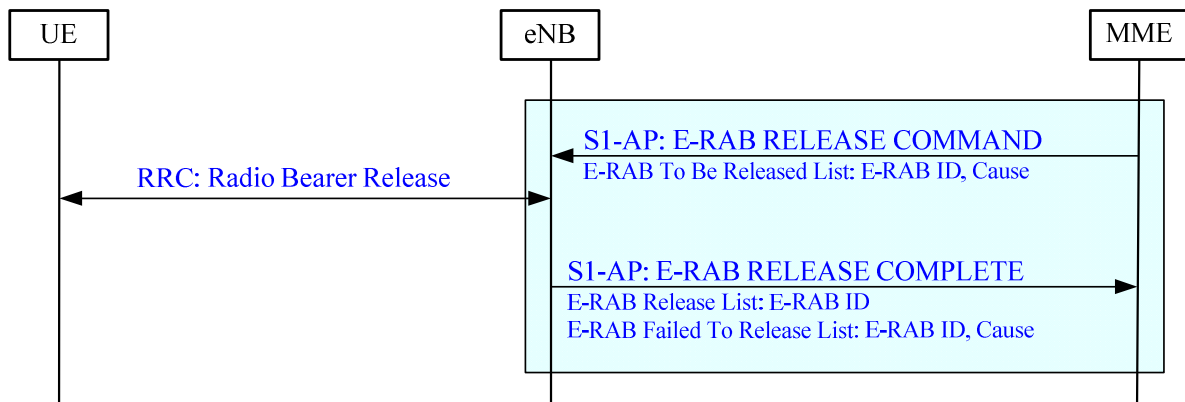 UE
eNB
MME
S1-AP: E-RAB RELEASE COMMAND
E-RAB To Be Released List: E-RAB ID, Cause
RRC: Radio Bearer Release
S1-AP: E-RAB RELEASE COMPLETE
E-RAB Release List: E-RAB ID
E-RAB Failed To Release List: E-RAB ID, Cause